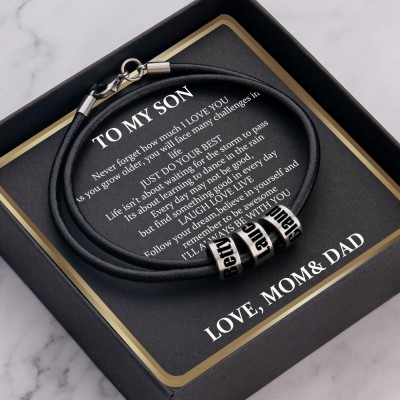 TO MY SON
Never forget how much I LOVE YOU
As you grow older, you will face many challenges in
life
JUST DO YOUR BEST
Life isn't about waiting for the storm to pass
Its about learning to dance in the rain
Every day may not be good,
but find something good in every day
LAUGH LOVE LIVE
Follow your dream,believe in yourself and
remember to be awesome
I'LL ALWAYS BE WITH YOU
LOVE, MOM& DAD